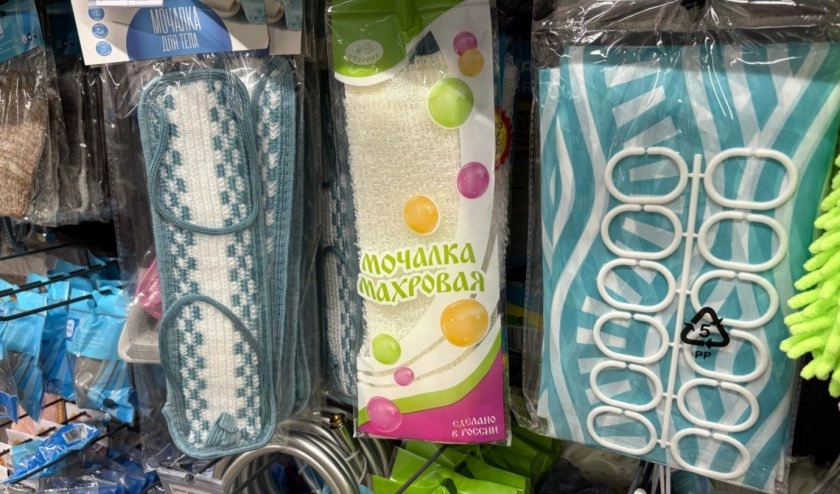 МОЧАЛКА
ДЛЯ ТЕЛА
МОЧАЛКА
МАХРОВАЯ
СДЕЛАНО
В РОССИИ
5
PP